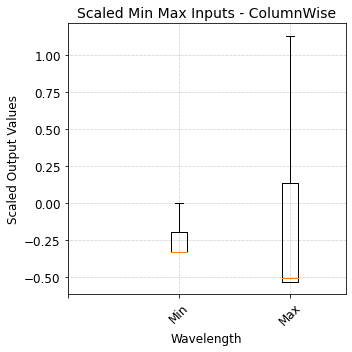 Scaled Min Max Inputs - ColumnWise
1.00
0.75
0.50
0.25
0.00
−0.25
−0.50
Scaled Output Values
Min
Max
Wavelength